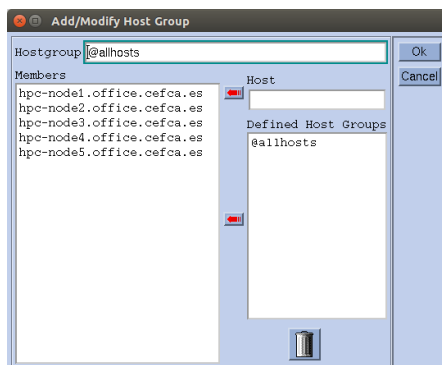 Add/Modify Host Group
Hostgroup @allhosts
Ok
Cancel
Members
hpc-node1.office.cefca.es
hpc-node2.office.cefca.es
hpc-node3.office.cefca.es
hpc-node4.office.cefca.es
hpc-node5.office.cefca.es
Host
Defined Host Groups
@allhosts